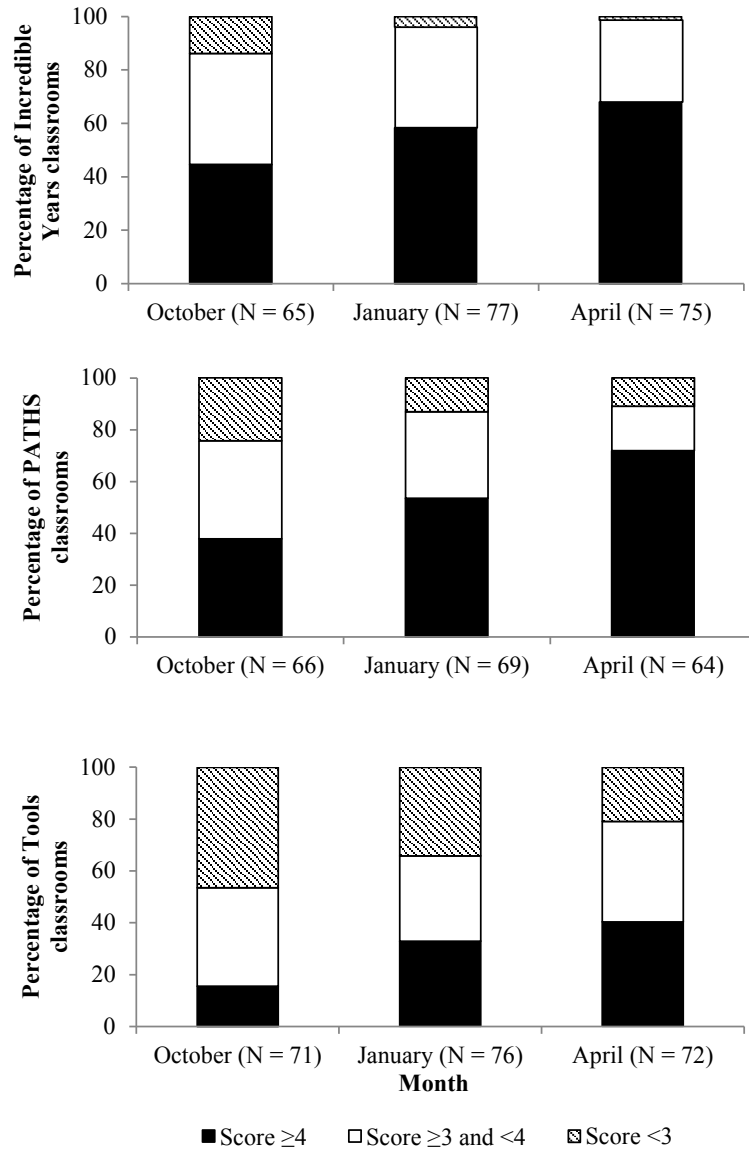 Percentage of Incredible
Years classrooms
100
80
60
40
20
0
October (N = 65) January (N = 77) April (N = 75)
Percentage of PATHS
classrooms
100
80
60
40
20
0
October (N = 66) January (N = 69) April (N = 64)
Percentage of Tools
classrooms
100
80
60
40
20
0
October (N = 71) January (N = 76) April (N = 72)
Month
Score ≥4 Score ≥3 and <4 Score <3